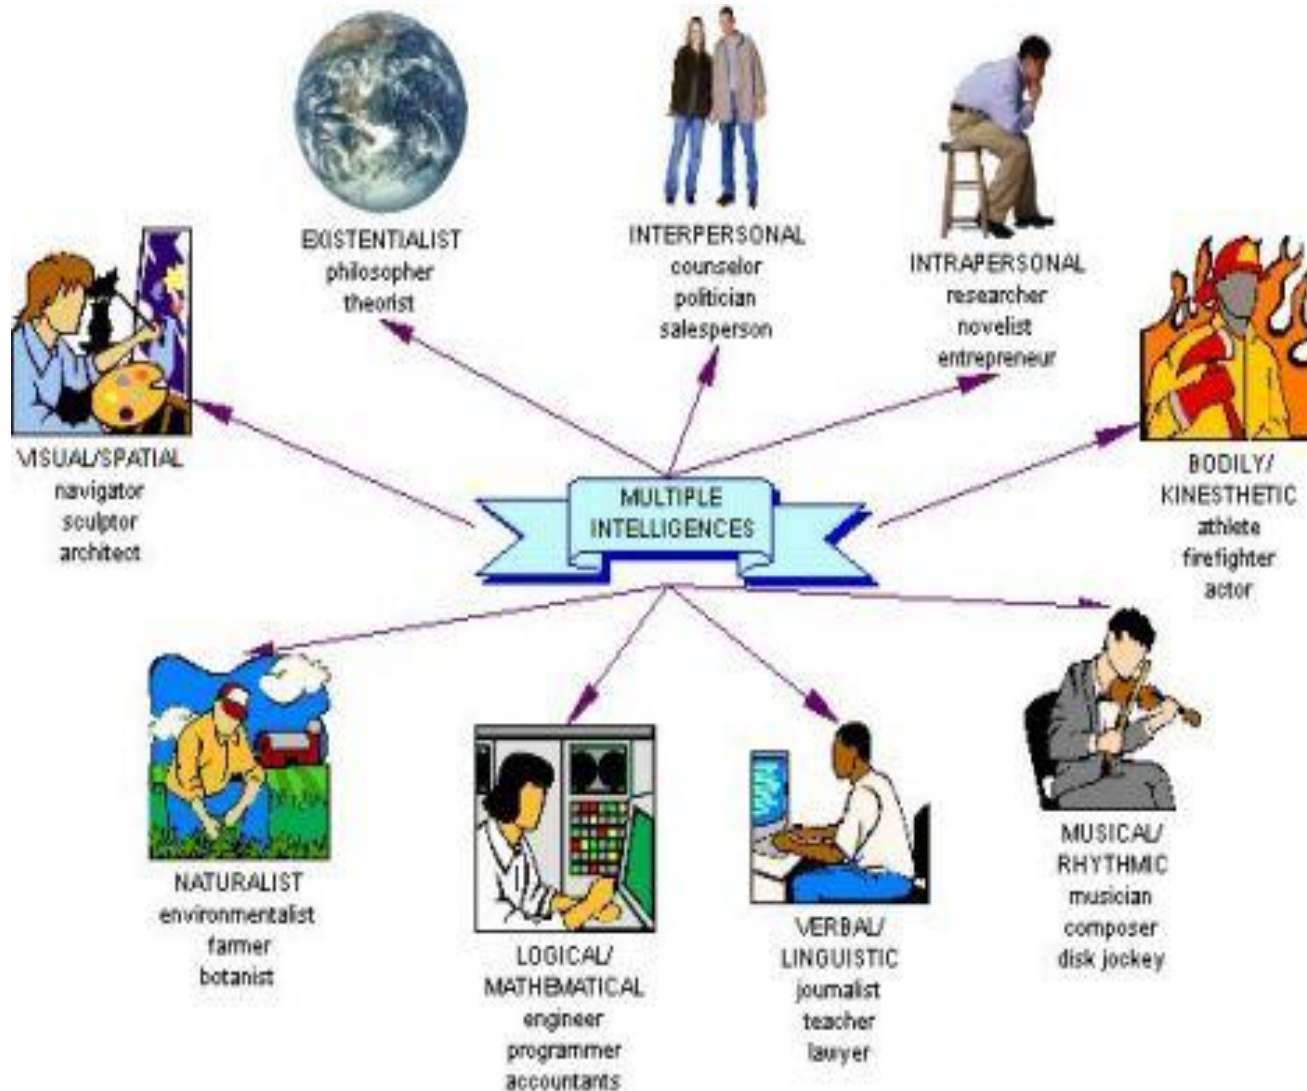 EXISTENTIALIST
philosopher
theorist
INTERPERSONAL
counselor
politician
salesperson
INTRAPERSONAL
researcher
novelist
entrepreneur
VISUAL/SPATIAL
navigator
sculptor
architect
MULTIPLE
INTELLIGENCES
BODILY/
KINESTHETIC
athlete
firefighter
actor
NATURALIST
environmentalist
farmer
botanist
LOGICAL/
MATHEMATICAL
engineer
programmer
accountants
VERBAL/
LINGUISTIC
journalist
teacher
lawyer
MUSICAL/
RHYTHMIC
musician
composer
disk jockey